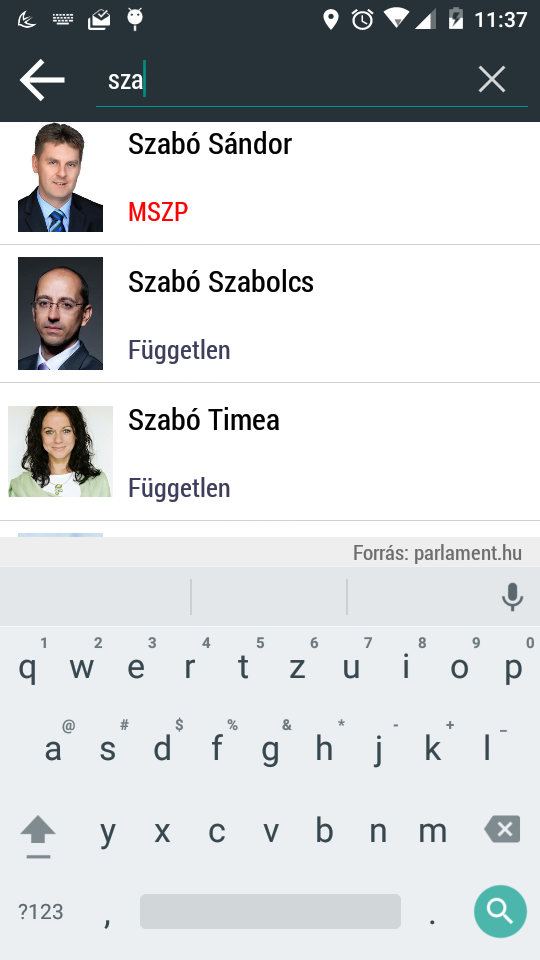 11:37
sza
Szabó Sándor
MSZP
Szabó Szabolcs
Független
Szabó Timea
Független
Forrás: parlament.hu
1 2 3 4 5 6 7 8 9 0
q w e r t z u i o p
@ # $ % & * - + _
a s d f g h j k l
y x c v b n m
?123 , .